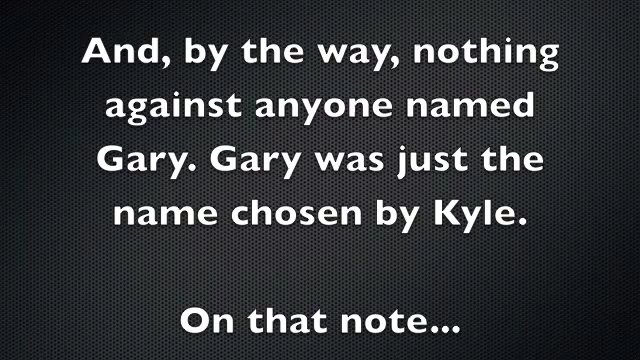 And, by the way, nothing
against anyone named
Gary. Gary was just the
name chosen by Kyle.
On that note...